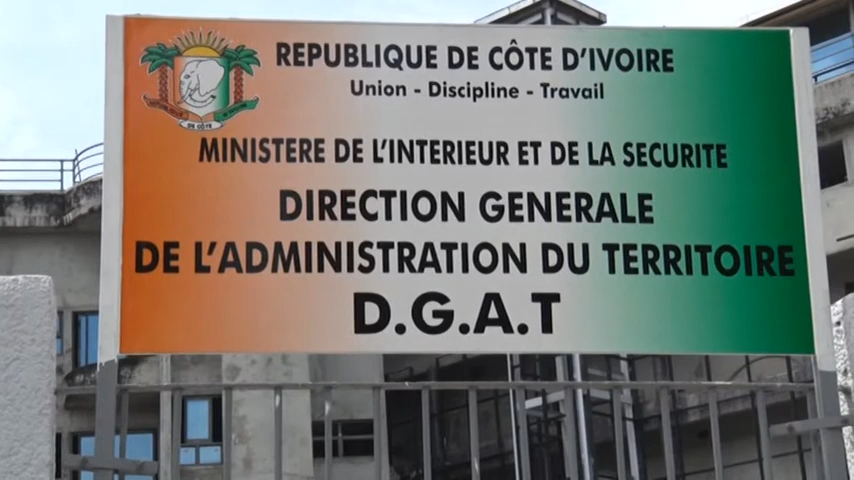 REPUBLIQUE DE CÔTE D'IVOIRE
Union - Discipline - Travail
MINISTERE DE L'INTERIEUR ET DE LA SECURITE
DIRECTION GENERALE
DE L'ADMINISTRATION DU TERRITOIRE
D.G.A.T